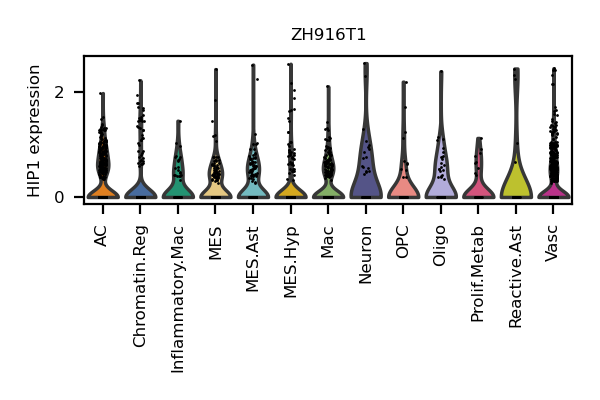 ZH916T1
HIP1 expression
2
0
AC
Chromatin.Reg
Inflammatory.Mac
MES
MES.Ast
MES.Hyp
Mac
Neuron
OPC
Oligo
Prolif.Metab
Reactive.Ast
Vasc